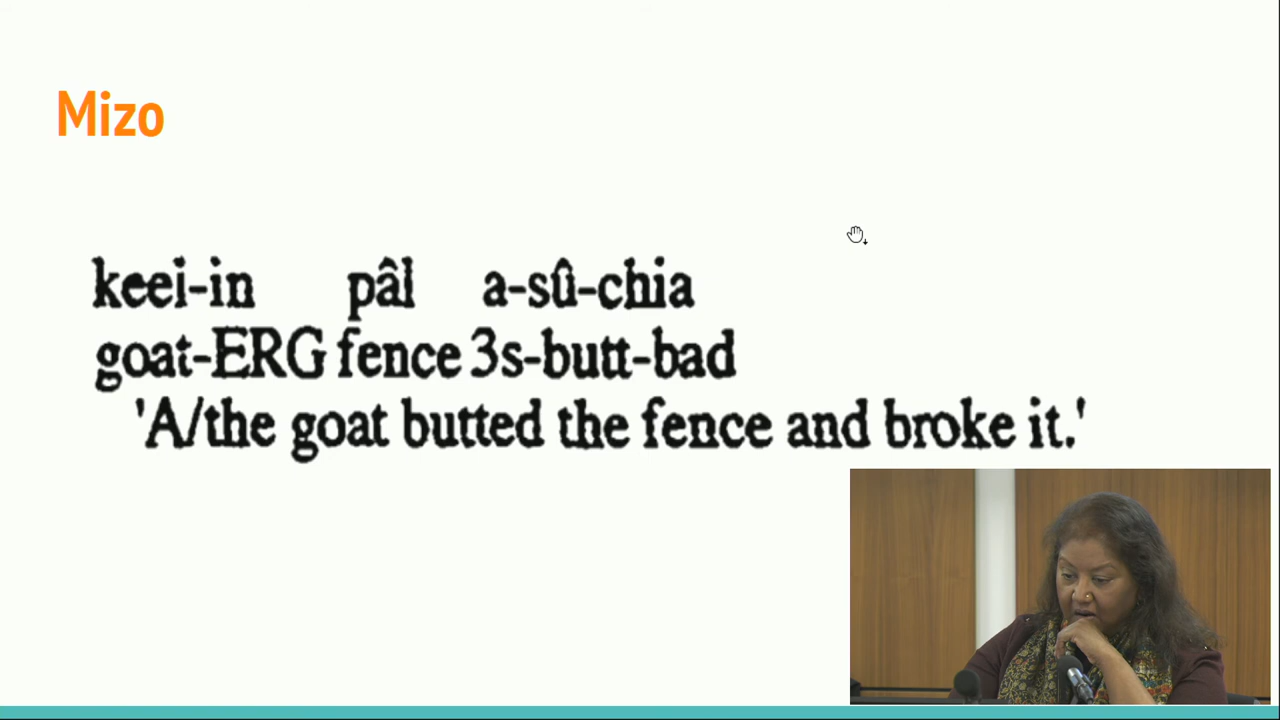 Mizo
keei-in pâl a-sû-chia
goat-ERG fence 3s-butt-bad
'A/the goat butted the fence and broke it.'